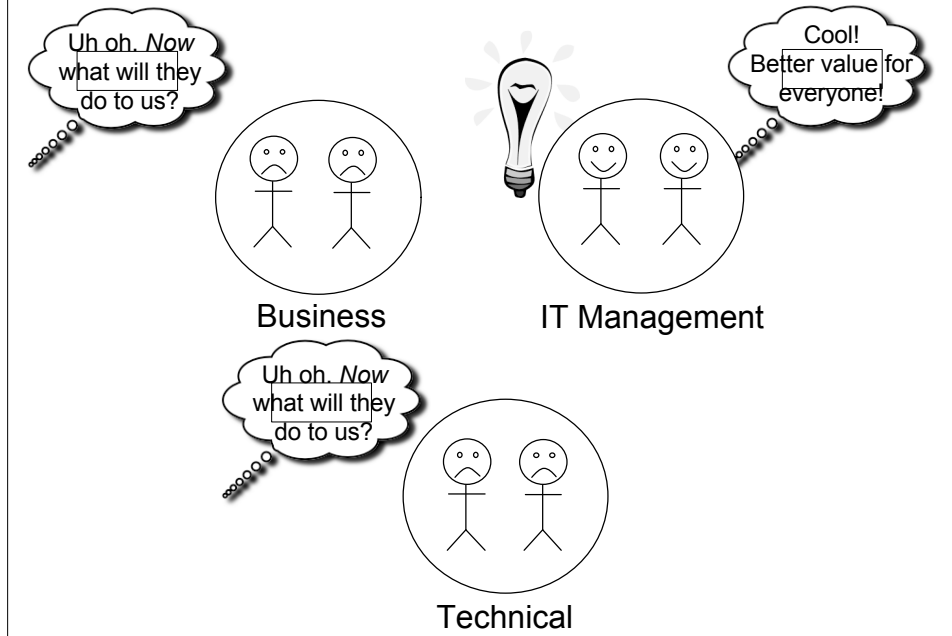 Uh oh. Now
what will they
do to us?
Cool!
Better value for
everyone!
Business
IT Management
Uh oh. Now
what will they
do to us?
Technical